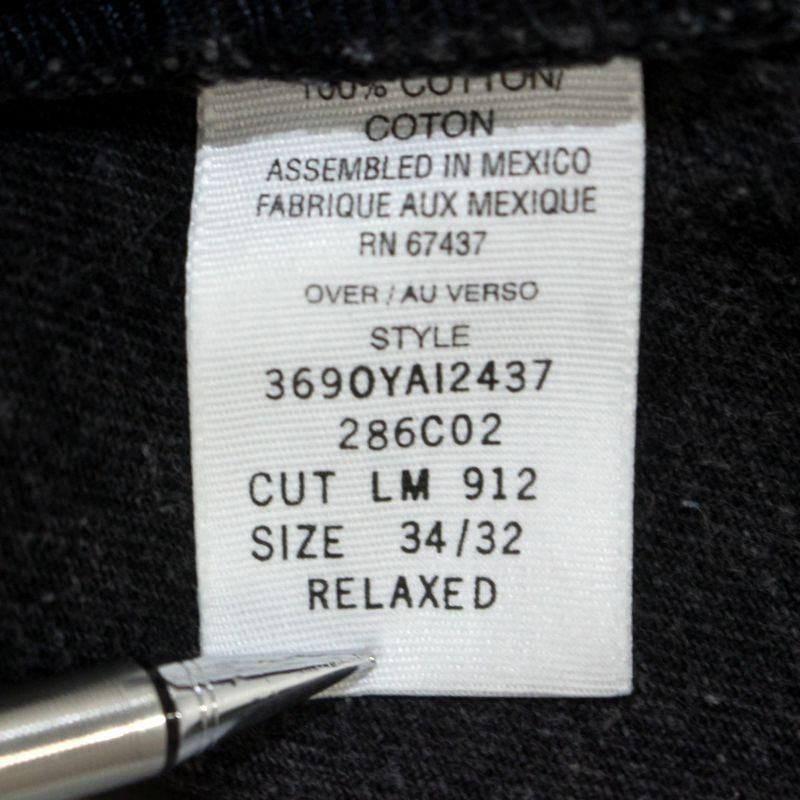 100% COTTON/
COTON
ASSEMBLED IN MEXICO
FABRIQUE AUX MEXIQUE
RN 67437
OVER / AU VERSO
STYLE
3690YAI2437
286C02
CUT LM 912
SIZE 34/32
RELAXED